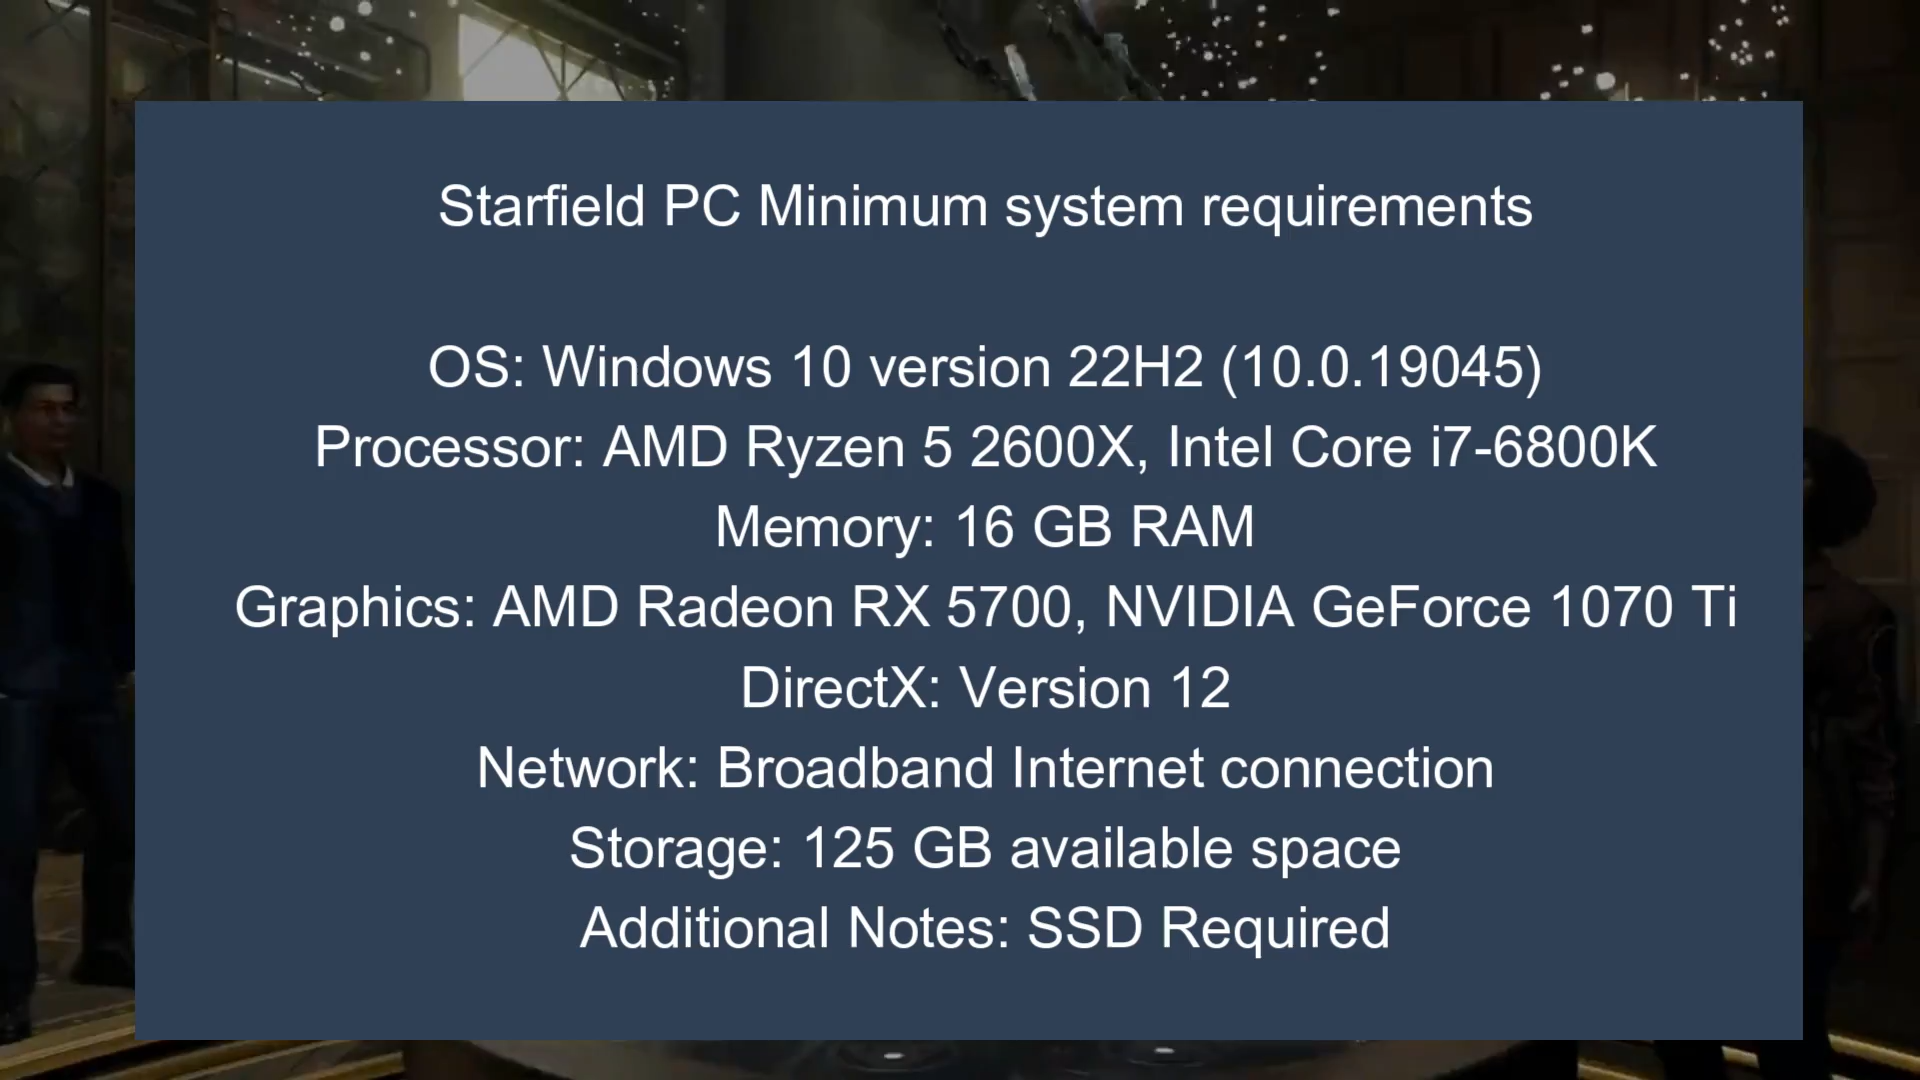 Starfield PC Minimum system requirements
OS: Windows 10 version 22H2 (10.0.19045)
Processor: AMD Ryzen 5 2600X, Intel Core i7-6800K
Memory: 16 GB RAM
Graphics: AMD Radeon RX 5700, NVIDIA GeForce 1070 Ti
DirectX: Version 12
Network: Broadband Internet connection
Storage: 125 GB available space
Additional Notes: SSD Required